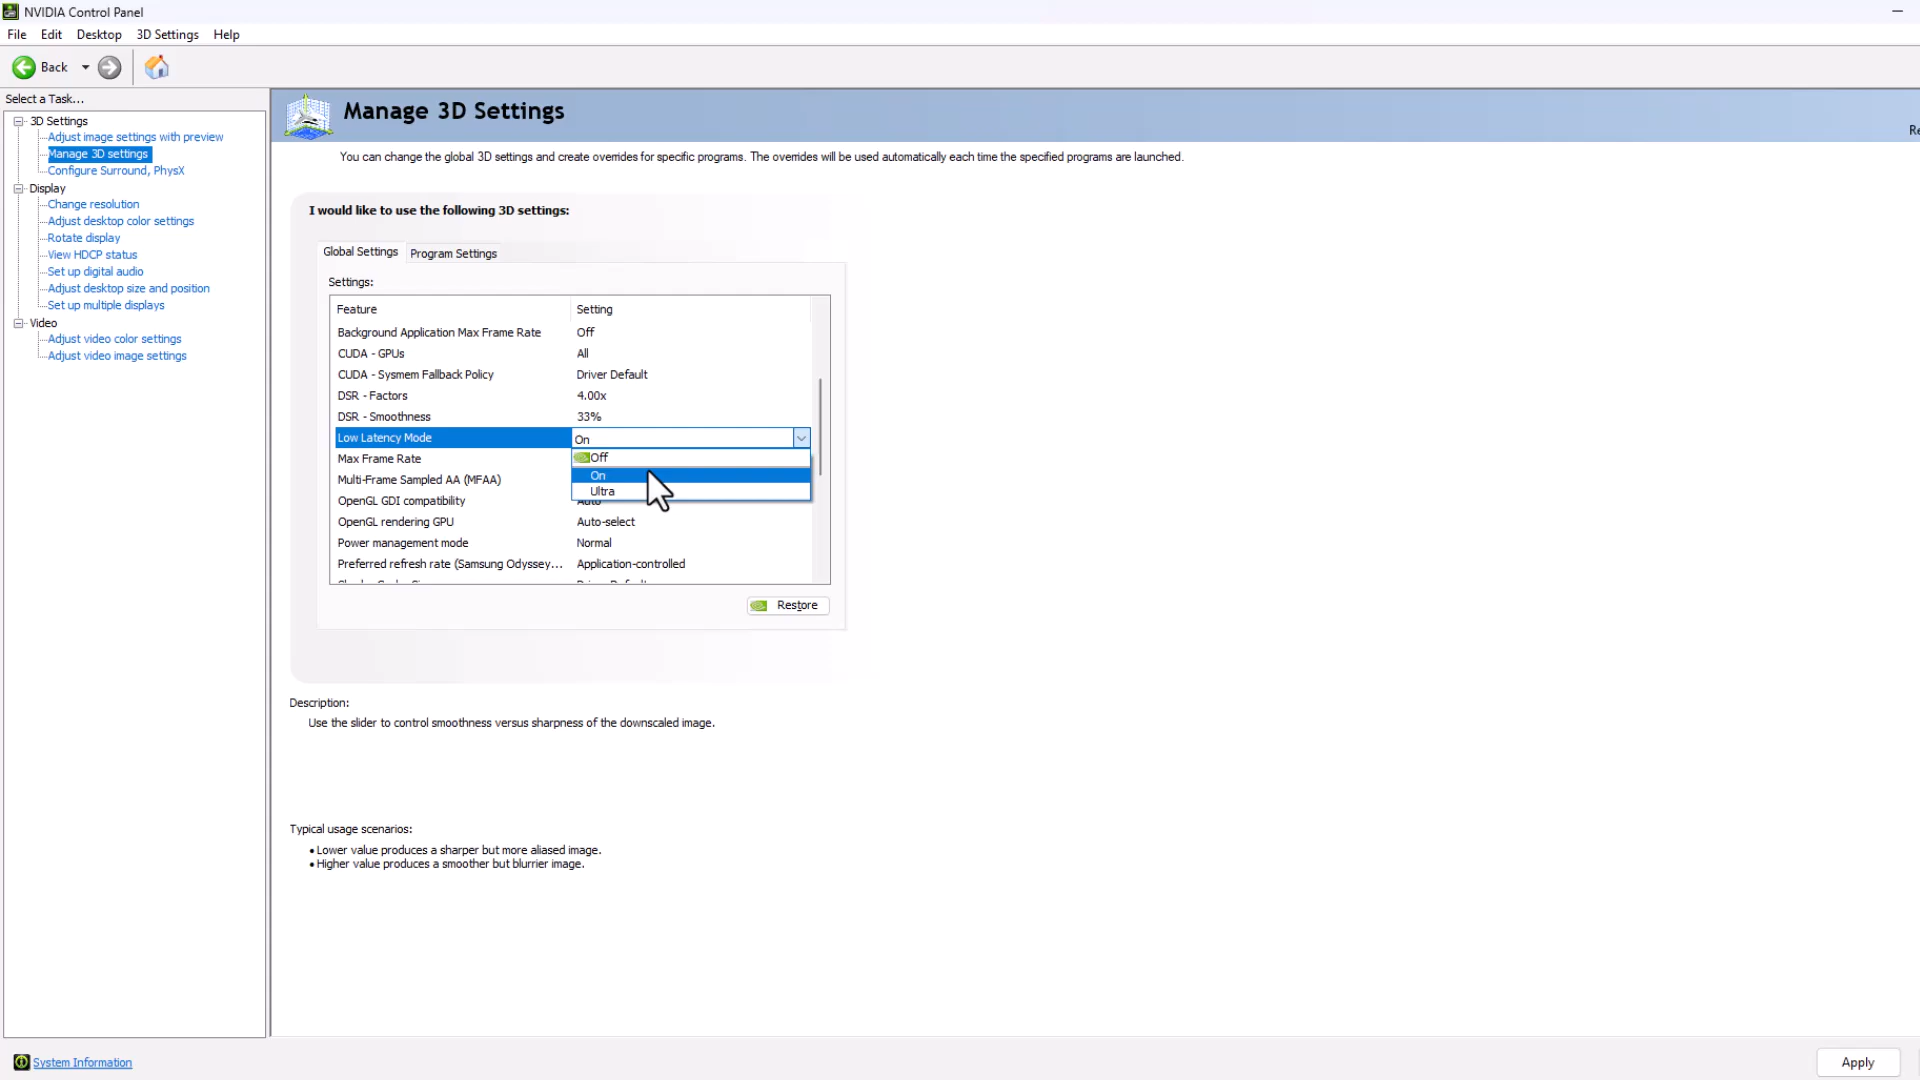 NVIDIA Control Panel
File Edit Desktop 3D Settings Help
Back
Select a Task...
3D Settings
Adjust image settings with preview
Manage 3D settings
Configure Surround, PhysX
Display
Change resolution
Adjust desktop color settings
Rotate display
View HDCP status
Set up digital audio
Adjust desktop size and position
Set up multiple displays
Video
Adjust video color settings
Adjust video image settings
System Information
Manage 3D Settings
Re
You can change the global 3D settings and create overrides for specific programs. The overrides will be used automatically each time the specified programs are launched.
I would like to use the following 3D settings:
Global Settings Program Settings
Settings:
Feature Setting
Background Application Max Frame Rate Off
CUDA - GPUs All
CUDA - Sysmem Fallback Policy Driver Default
DSR - Factors 4.00x
DSR - Smoothness 33%
Low Latency Mode On
Off
Max Frame Rate
On
Multi-Frame Sampled AA (MFAA)
Ultra
OpenGL GDI compatibility Auto
OpenGL rendering GPU Auto-select
Power management mode Normal
Preferred refresh rate (Samsung Odyssey... Application-controlled
Restore
Description:
Use the slider to control smoothness versus sharpness of the downscaled image.
Typical usage scenarios:
• Lower value produces a sharper but more aliased image.
• Higher value produces a smoother but blurrier image.
Apply